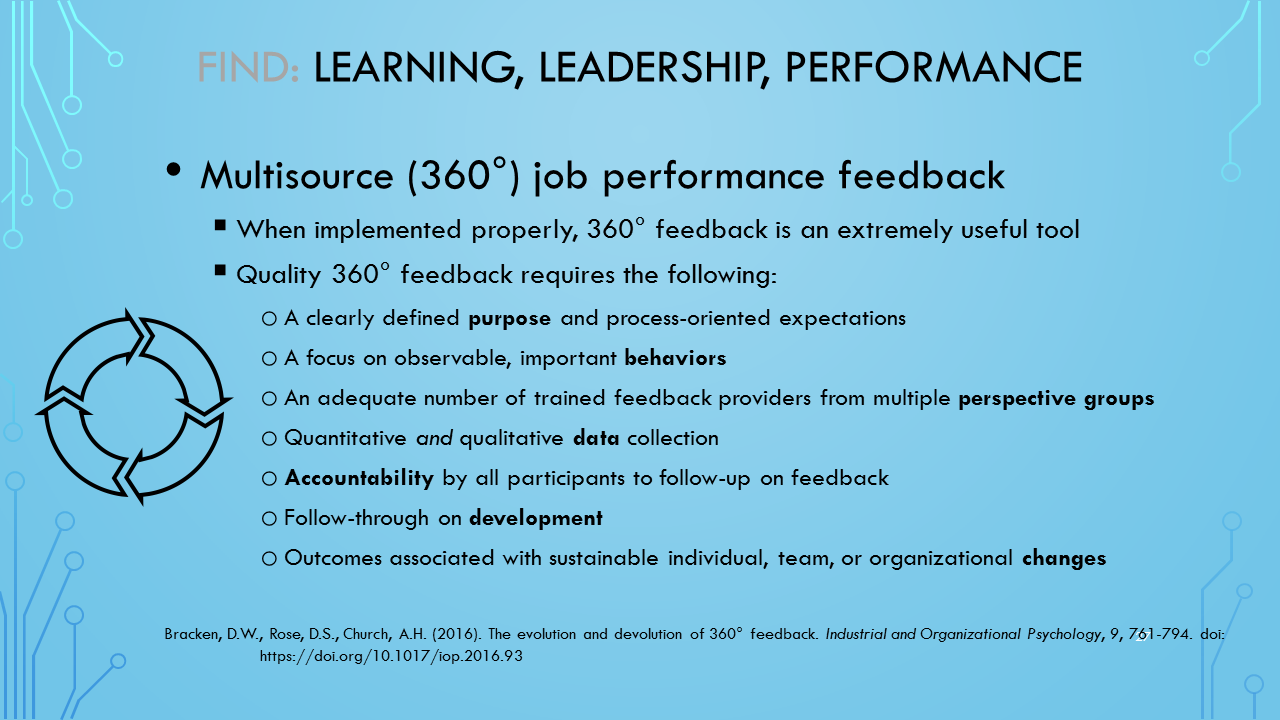 FIND: LEARNING, LEADERSHIP, PERFORMANCE
• Multisource (360°) job performance feedback
▪ When implemented properly, 360° feedback is an extremely useful tool
▪ Quality 360° feedback requires the following:
o A clearly defined purpose and process-oriented expectations
o A focus on observable, important behaviors
o An adequate number of trained feedback providers from multiple perspective groups
o Quantitative and qualitative data collection
o Accountability by all participants to follow-up on feedback
o Follow-through on development
o Outcomes associated with sustainable individual, team, or organizational changes
Bracken, D.W., Rose, D.S., Church, A.H. (2016). The evolution and devolution of 360° feedback. Industrial and Organizational Psychology, 9, 761-794. doi:
https://doi.org/10.1017/iop.2016.93